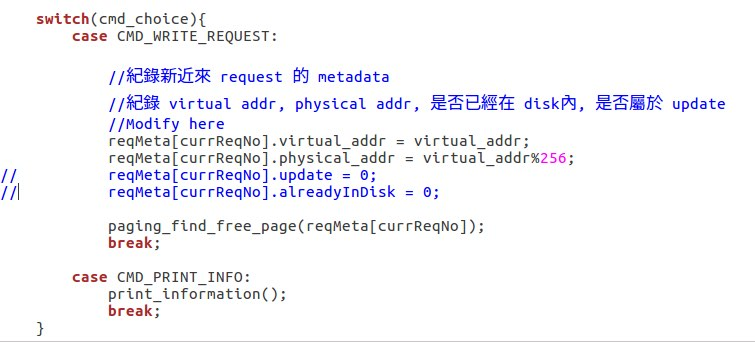 switch(cmd_choice){
case CMD_WRITE_REQUEST:
//紀錄新近來 request 的 metadata
//紀錄 virtual addr, physical addr, 是否已經在 disk內, 是否屬於 update
//Modify here
reqMeta[currReqNo].virtual_addr = virtual_addr;
reqMeta[currReqNo].physical_addr = virtual_addr%256;
// reqMeta[currReqNo].update = 0;
// reqMeta[currReqNo].alreadyInDisk = 0;
paging_find_free_page(reqMeta[currReqNo]);
break;
case CMD_PRINT_INFO:
print_information();
break;
}